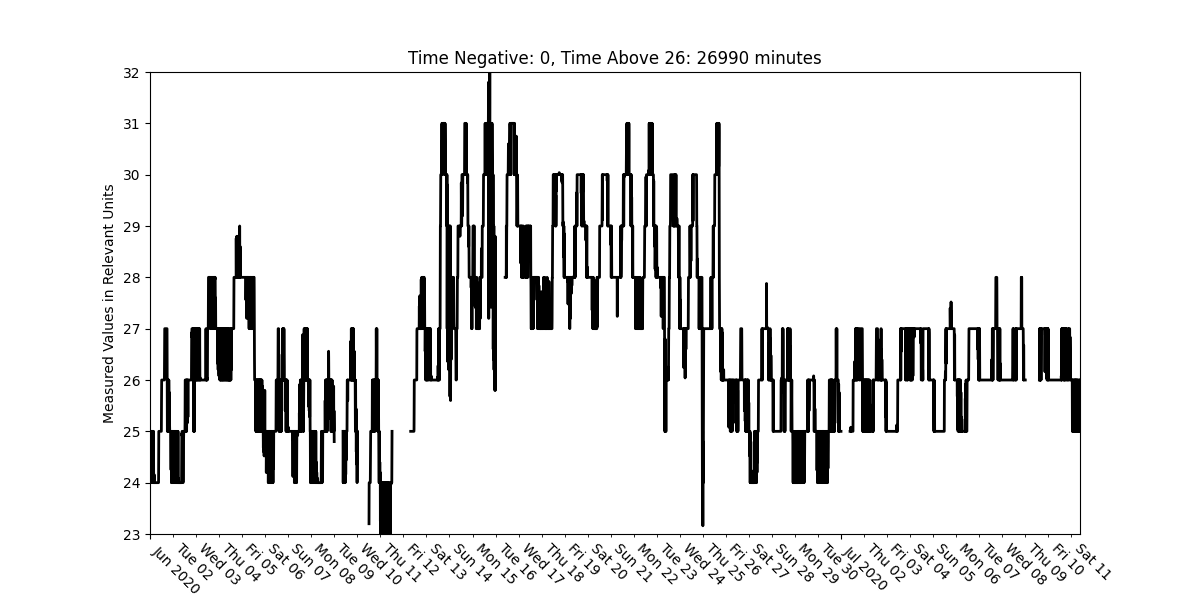 Time Negative: 0, Time Above 26: 26990 minutes
Measured Values in Relevant Units
32
31
30
29
28
27
26
25
24
23
Jun 2020
Tue 02
Wed 03
Thu 04
Fri 05
Sat 06
Sun 07
Mon 08
Tue 09
Wed 10
Thu 11
Fri 12
Sat 13
Sun 14
Mon 15
Tue 16
Wed 17
Thu 18
Fri 19
Sat 20
Sun 21
Mon 22
Tue 23
Wed 24
Thu 25
Fri 26
Sat 27
Sun 28
Mon 29
Tue 30
Jul 2020
Thu 02
Fri 03
Sat 04
Sun 05
Mon 06
Tue 07
Wed 08
Thu 09
Fri 10
Sat 11